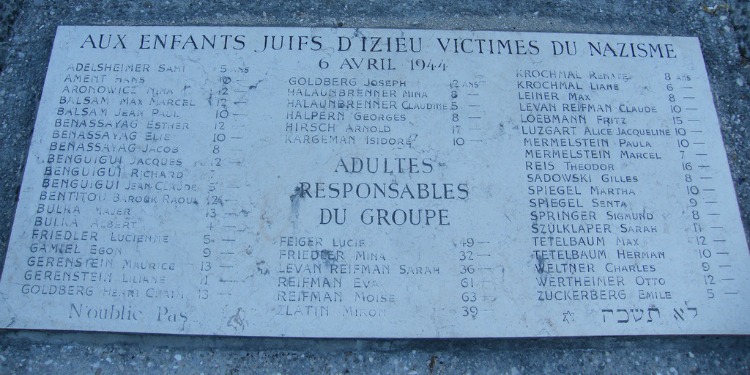 AUX ENFANTS JUIFS D'IZIEU VICTIMES DU NAZISME
6 AVRIL 1944
ADELSHEIMER SAMI 5 ANS
AMENT HANS 10 —
ARONOWICZ NINA 12 —
BALSAM MAX MARCEL 12 —
BALSAM JEAN PAUL 10 —
BENASSAYAG ESTHER 12 —
BENASSAYAG ELIE 10 —
BENASSAYAG JACOB 8 —
BENGUIGUI JACQUES 12 —
BENGUIGUI RICHARD 7 —
BENGUIGUI JEAN CLAUDE 5 —
BENTITOU BAROUK RAOUL 12 —
BULKA MAJER 13 —
BULKA ALBERT 4 —
FRIEDLER LUCIENNE 5 —
GAMIEL EGON 9 —
GERENSTEIN MAURICE 13 —
GERENSTEIN LILIANE 11 —
GOLDBERG HENRI CHAIM 13 —
N'oublie Pas
GOLDBERG JOSEPH 12 ANS
HALAUNBRENNER MINA 8 —
HALAUNBRENNER CLAUDINE 5 —
HALPERN GEORGES 8 —
HIRSCH ARNOLD 17 —
KARGEMAN ISIDORE 10 —
ADULTES
RESPONSABLES
DU GROUPE
FEIGER LUCIE 49 —
FRIEDLER MINA 32 —
LEVAN REIFMAN SARAH 36 —
REIFMAN EVA 61 —
REIFMAN MOISE 63 —
ZLATIN MIRON 39 —
KROCHMAL RENATE 8 ANS
KROCHMAL LIANE 6 —
LEINER MAX 8 —
LEVAN REIFMAN CLAUDE 10 —
LOEBMANN FRITZ 15 —
LUZGART ALICE JACQUELINE 10 —
MERMELSTEIN PAULA 10 —
MERMELSTEIN MARCEL 7 —
REIS THEODOR 16 —
SADOWSKI GILLES 8 —
SPIEGEL MARTHA 10 —
SPIEGEL SENTA 9 —
SPRINGER SIGMUND 8 —
SZULKLAPER SARAH 11 —
TETELBAUM MAX 12 —
TETELBAUM HERMAN 10 —
WELTNER CHARLES 9 —
WERTHEIMER OTTO 12 —
ZUCKERBERG EMILE 5 —
לא תשכח ✡